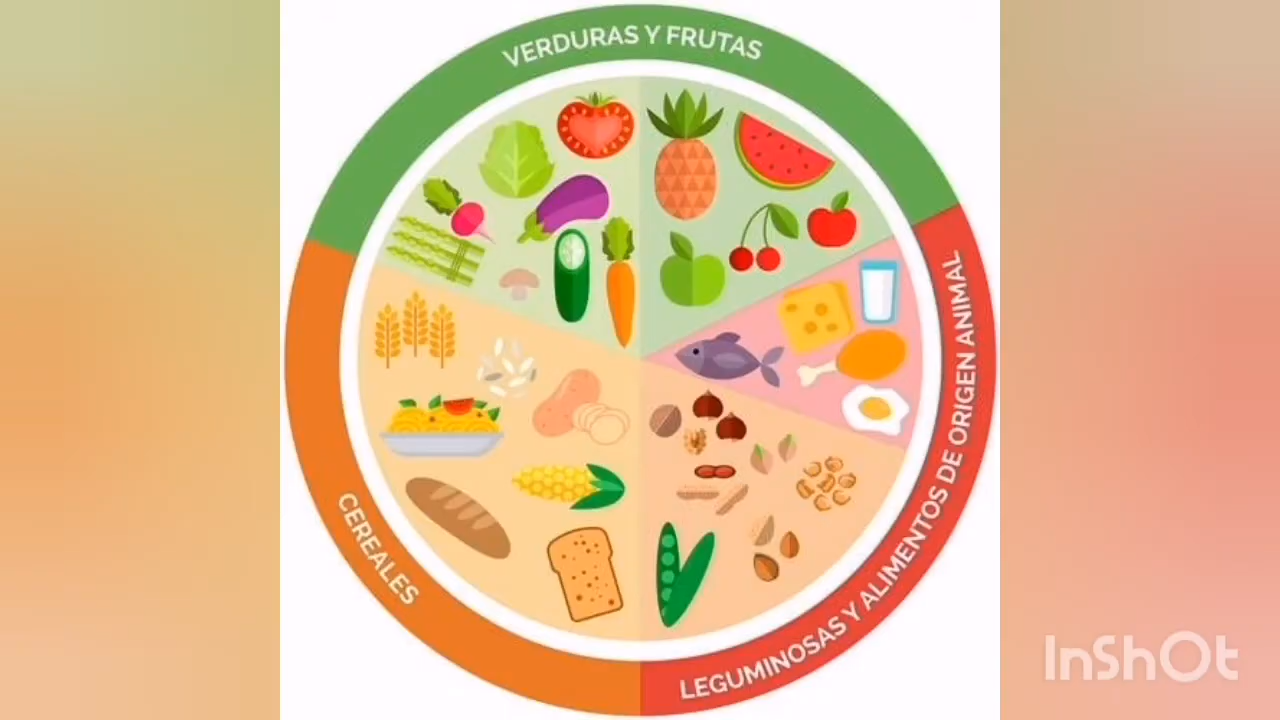 VERDURAS Y FRUTAS
LEGUMINOSAS Y ALIMENTOS DE ORIGEN ANIMAL
CEREALES
InShOt